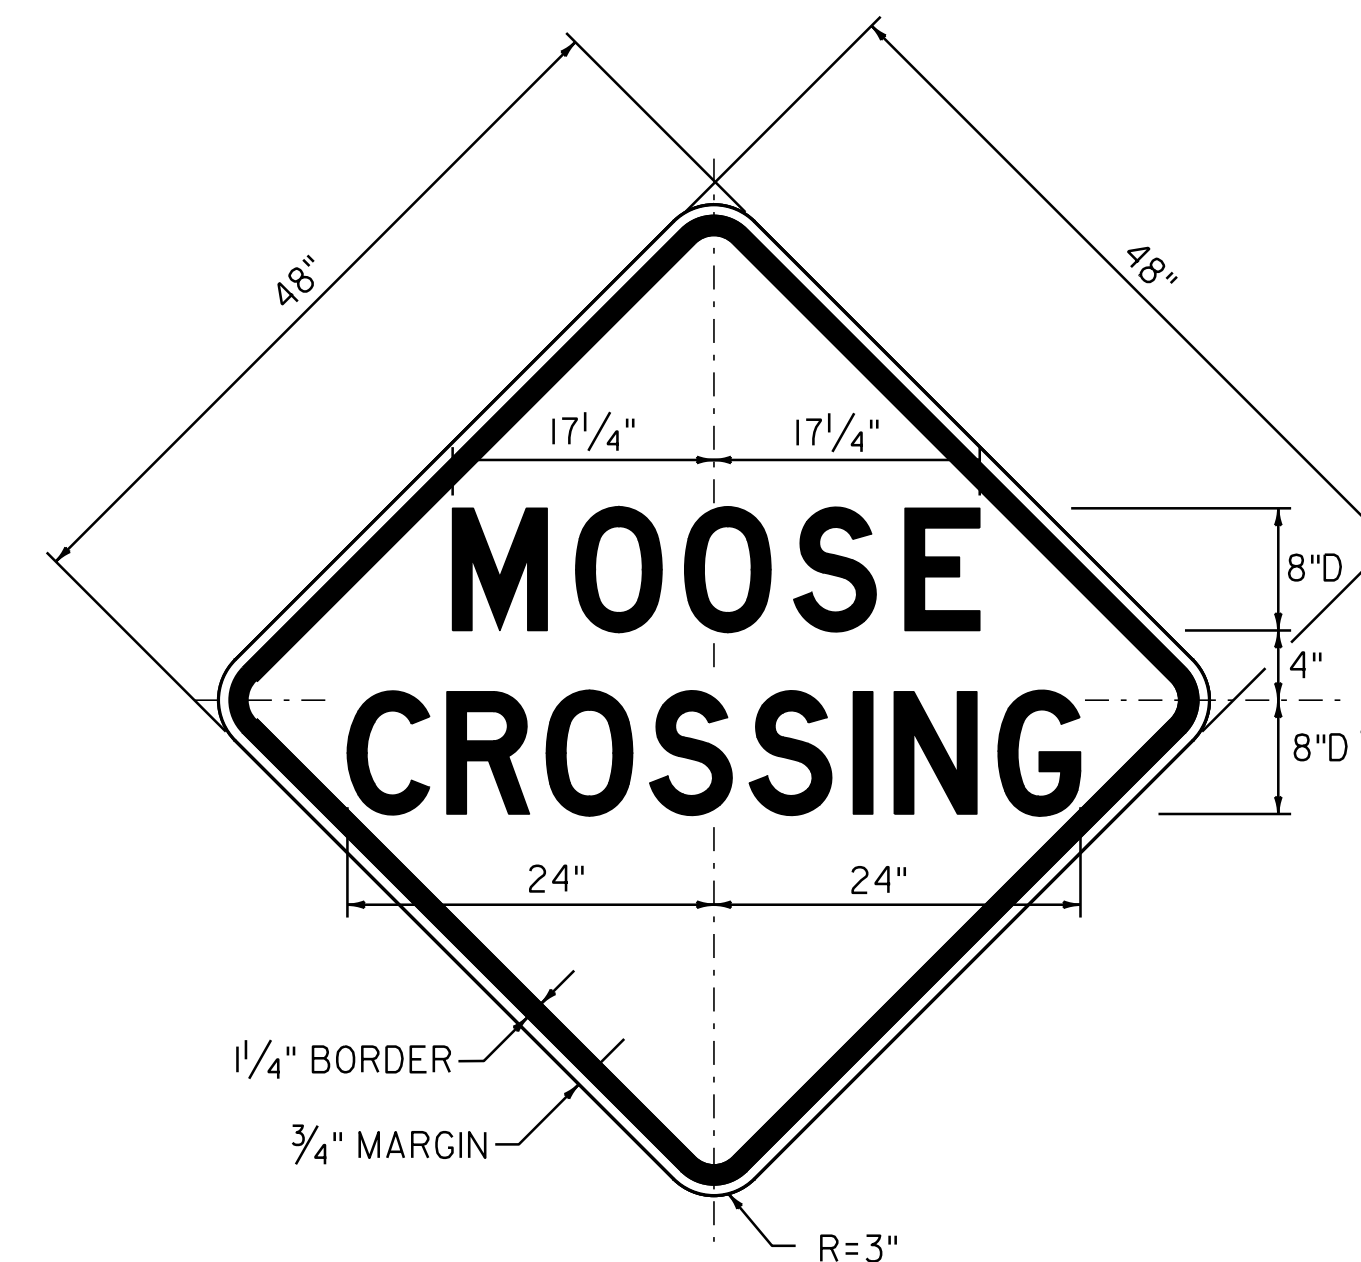 48"
48"
17 1/4" 17 1/4"
MOOSE
8"D
4"
CROSSING
8"D
24" 24"
1 1/4" BORDER
3/4" MARGIN
R=3"